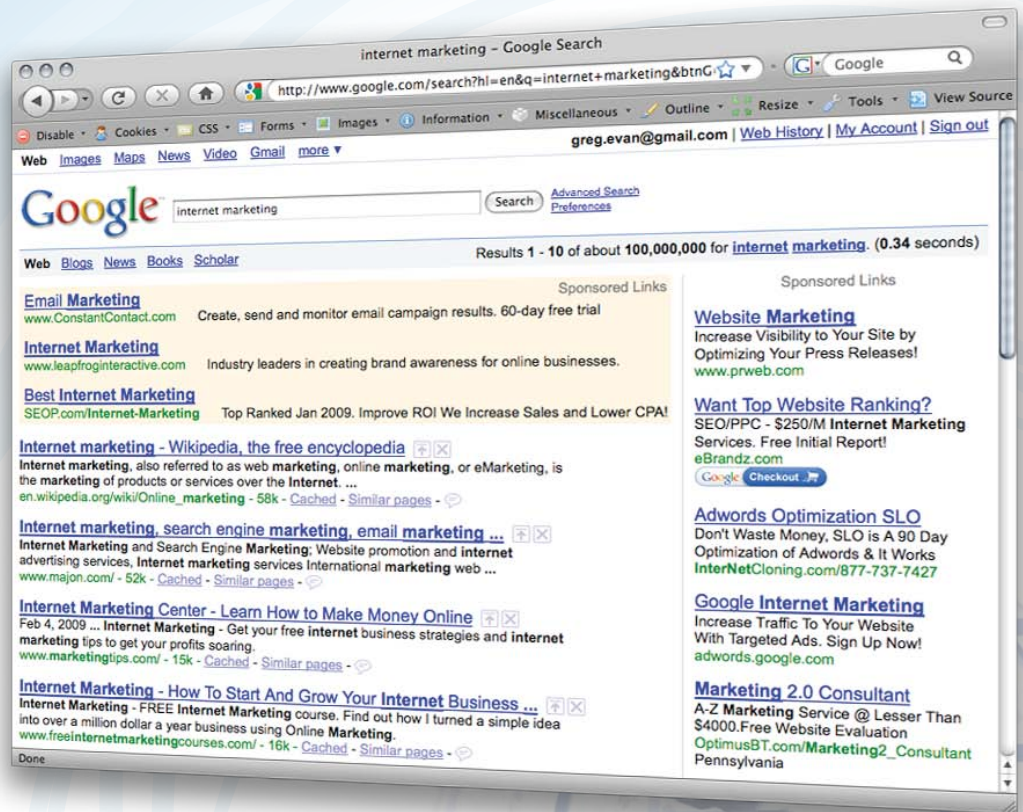 internet marketing – Google Search
http://www.google.com/search?hl=en&q=internet+marketing&btnG
Google
Disable Cookies CSS Forms Images Information Miscellaneous Outline Resize Tools View Source
Web Images Maps News Video Gmail more ▼
greg.evan@gmail.com | Web History | My Account | Sign out
Google
internet marketing
Search
Advanced Search
Preferences
Web Blogs News Books Scholar
Results 1 - 10 of about 100,000,000 for internet marketing. (0.34 seconds)
Sponsored Links
Email Marketing
www.ConstantContact.com Create, send and monitor email campaign results. 60-day free trial
Internet Marketing
www.leapfroginteractive.com Industry leaders in creating brand awareness for online businesses.
Best Internet Marketing
SEOP.com/Internet-Marketing Top Ranked Jan 2009. Improve ROI We Increase Sales and Lower CPA!
Internet marketing - Wikipedia, the free encyclopedia
Internet marketing, also referred to as web marketing, online marketing, or eMarketing, is
the marketing of products or services over the Internet. ...
en.wikipedia.org/wiki/Online_marketing - 58k - Cached - Similar pages -
Internet marketing, search engine marketing, email marketing ...
Internet Marketing and Search Engine Marketing; Website promotion and internet
advertising services, Internet marketing services International marketing web ...
www.majon.com/ - 52k - Cached - Similar pages -
Internet Marketing Center - Learn How to Make Money Online
Feb 4, 2009 ... Internet Marketing - Get your free internet business strategies and internet
marketing tips to get your profits soaring.
www.marketingtips.com/ - 15k - Cached - Similar pages -
Internet Marketing - How To Start And Grow Your Internet Business ...
Internet Marketing - FREE Internet Marketing course. Find out how I turned a simple idea
into over a million dollar a year business using Online Marketing.
www.freeinternetmarketingcourses.com/ - 16k - Cached - Similar pages -
Sponsored Links
Website Marketing
Increase Visibility to Your Site by
Optimizing Your Press Releases!
www.prweb.com
Want Top Website Ranking?
SEO/PPC - $250/M Internet Marketing
Services. Free Initial Report!
eBrandz.com
Google Checkout
Adwords Optimization SLO
Don't Waste Money, SLO is A 90 Day
Optimization of Adwords & It Works
InterNetCloning.com/877-737-7427
Google Internet Marketing
Increase Traffic To Your Website
With Targeted Ads. Sign Up Now!
adwords.google.com
Marketing 2.0 Consultant
A-Z Marketing Service @ Lesser Than
$4000.Free Website Evaluation
OptimusBT.com/Marketing2_Consultant
Pennsylvania
Done